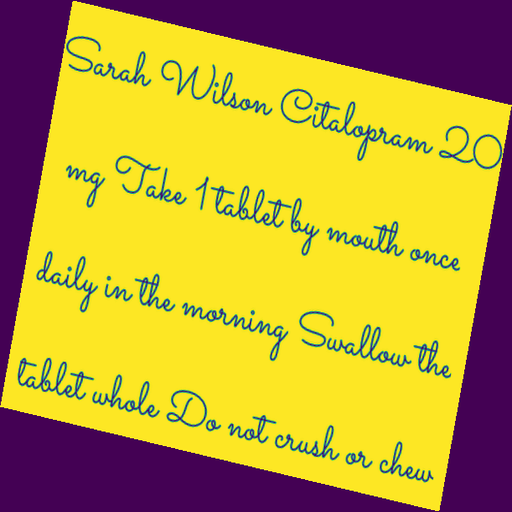 Sarah Wilson Citalopram 20
mg Take 1 tablet by mouth once
daily in the morning Swallow the
tablet whole Do not crush or chew